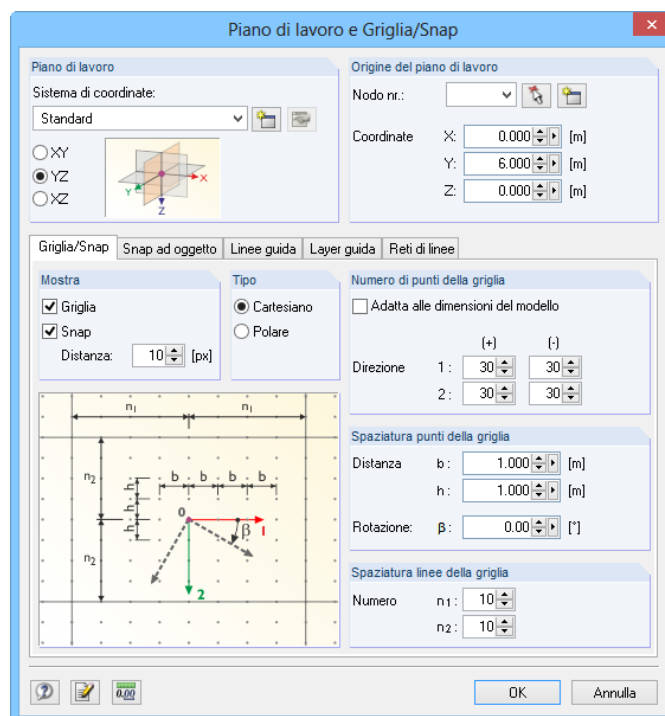 Piano di lavoro e Griglia/Snap
Piano di lavoro
Sistema di coordinate:
Standard
XY
YZ
XZ
X
Y
Z
Origine del piano di lavoro
Nodo nr.:
Coordinate X: 0.000 [m]
Y: 6.000 [m]
Z: 0.000 [m]
Griglia/Snap Snap ad oggetto Linee guida Layer guida Reti di linee
Mostra
Griglia
Snap
Distanza: 10 [px]
Tipo
Cartesiano
Polare
Numero di punti della griglia
Adatta alle dimensioni del modello
(+) (-)
Direzione 1 : 30 30
2 : 30 30
n1 n1
n2
n2
b b b b
h
h
h
0
1
β
2
Spaziatura punti della griglia
Distanza b : 1.000 [m]
h : 1.000 [m]
Rotazione: β : 0.00 [°]
Spaziatura linee della griglia
Numero n1 : 10
n2 : 10
0.00
OK Annulla